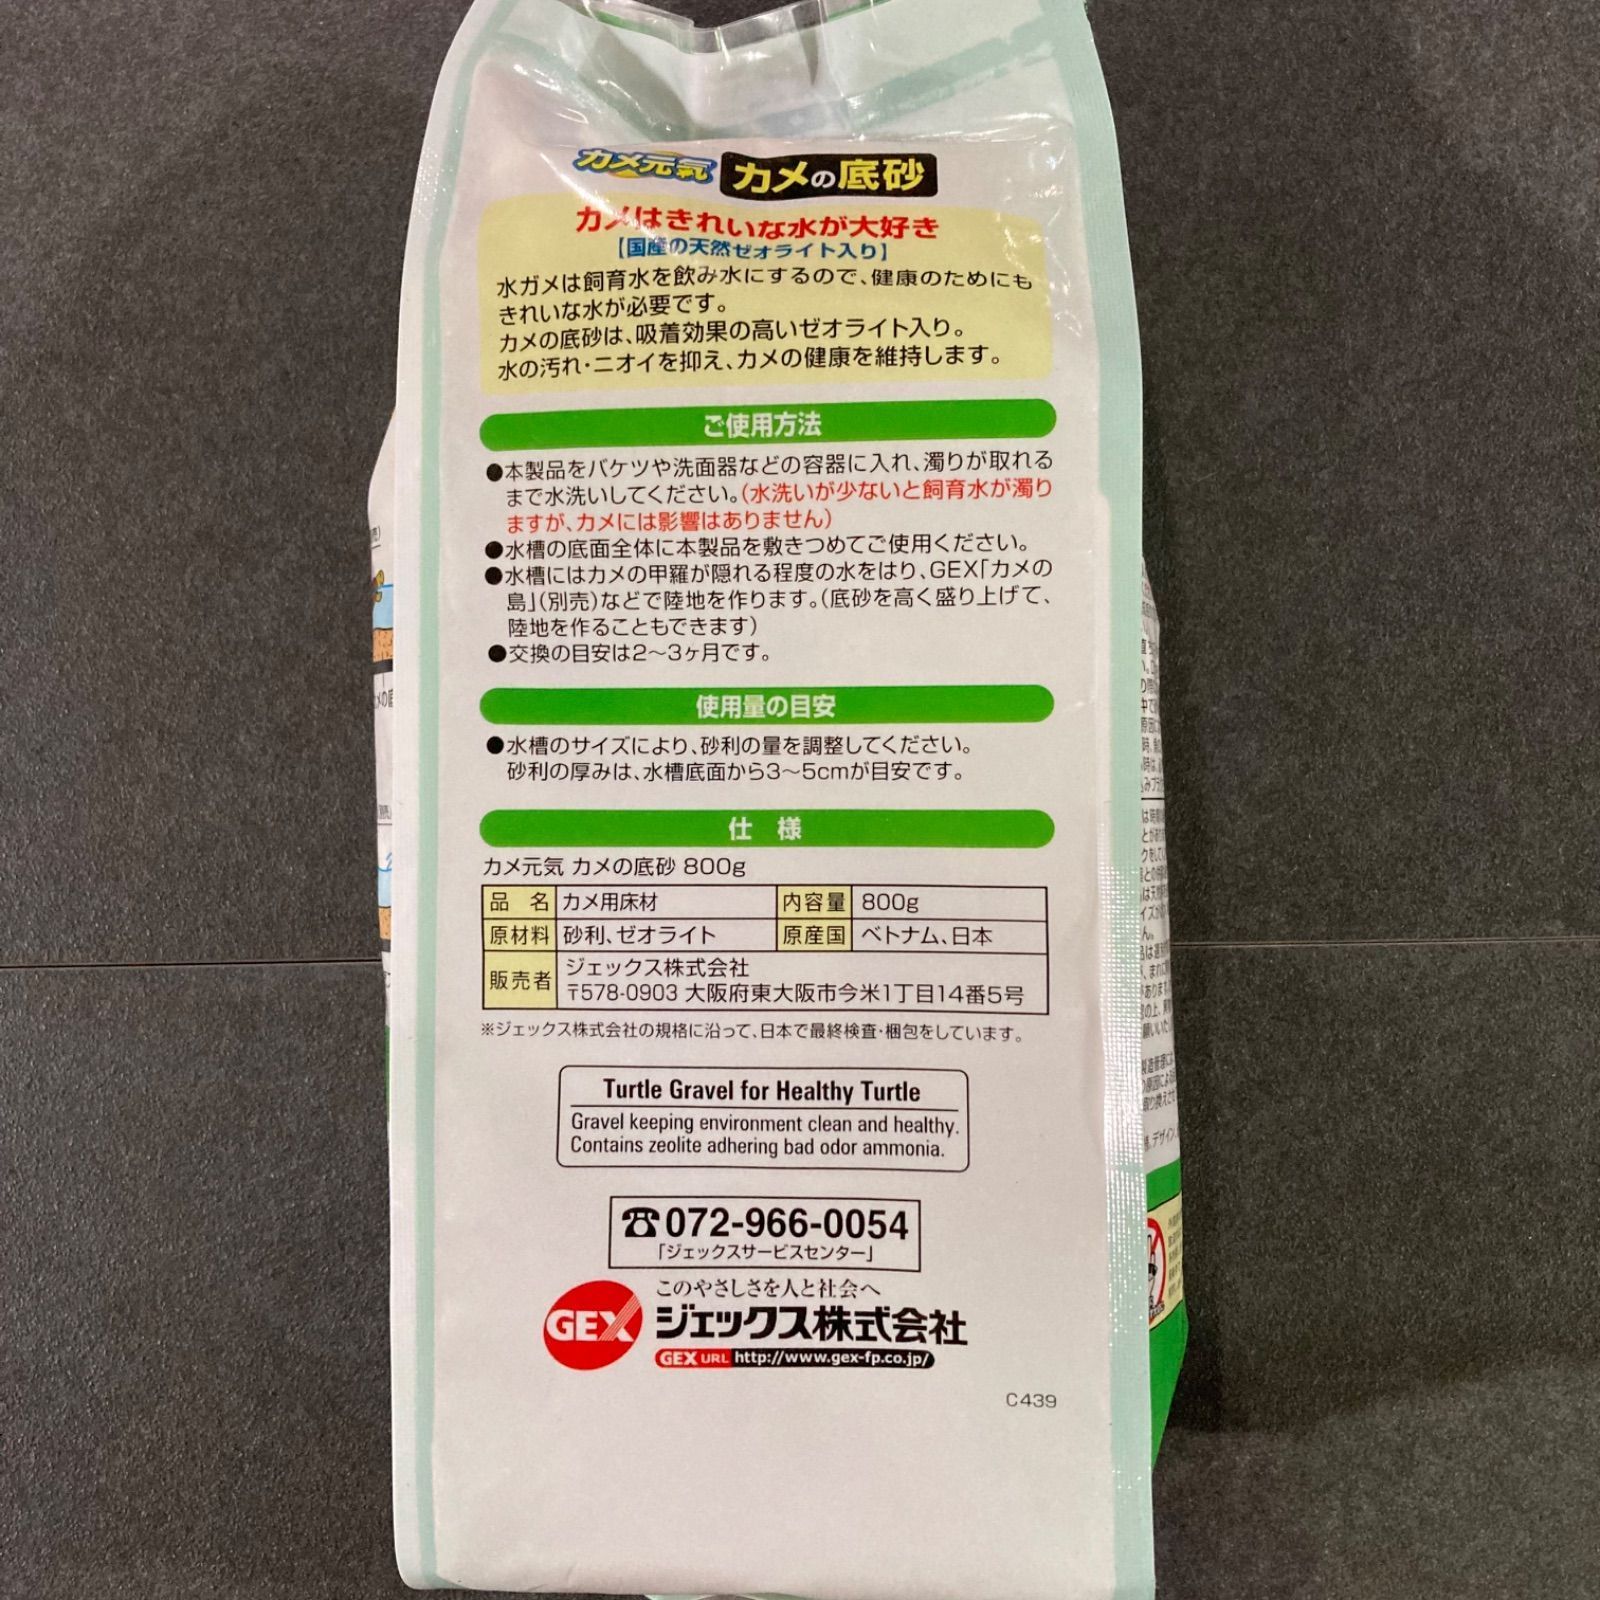 カメ元気 カメの底砂
カメはきれいな水が大好き
【国産の天然ゼオライト入り】
水ガメは飼育水を飲み水にするので、健康のためにも
きれいな水が必要です。
カメの底砂は、吸着効果の高いゼオライト入り。
水の汚れ・ニオイを抑え、カメの健康を維持します。
ご使用方法
●本製品をバケツや洗面器などの容器に入れ、濁りが取れる
まで水洗いしてください。(水洗いが少ないと飼育水が濁り
ますが、カメには影響はありません)
●水槽の底面全体に本製品を敷きつめてご使用ください。
●水槽にはカメの甲羅が隠れる程度の水をはり、GEX「カメの
島」(別売)などで陸地を作ります。(底砂を高く盛り上げて、
陸地を作ることもできます)
●交換の目安は2〜3ヶ月です。
使用量の目安
●水槽のサイズにより、砂利の量を調整してください。
砂利の厚みは、水槽底面から3〜5cmが目安です。
仕 様
カメ元気 カメの底砂 800g
品 名 カメ用床材 内容量 800g
原材料 砂利、ゼオライト 原産国 ベトナム、日本
販売者 ジェックス株式会社
〒578-0903 大阪府東大阪市今米1丁目14番5号
※ジェックス株式会社の規格に沿って、日本で最終検査・梱包をしています。
Turtle Gravel for Healthy Turtle
Gravel keeping environment clean and healthy.
Contains zeolite adhering bad odor ammonia.
☎072-966-0054
「ジェックスサービスセンター」
このやさしさを人と社会へ
GEX ジェックス株式会社
GEX URL http://www.gex-fp.co.jp/
C439